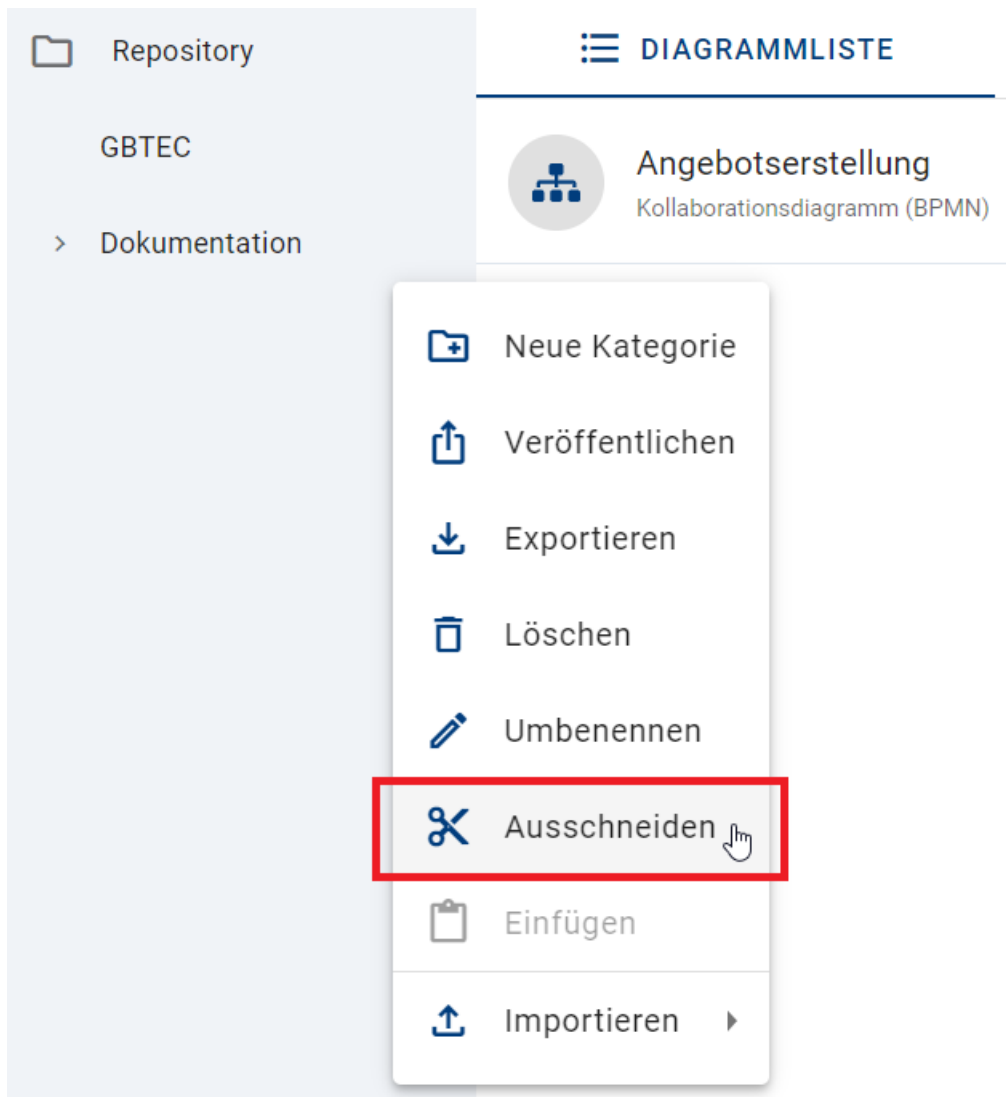 Repository
GBTEC
Dokumentation
DIAGRAMMLISTE
Angebotserstellung
Kollaborationsdiagramm (BPMN)
Neue Kategorie
Veröffentlichen
Exportieren
Löschen
Umbenennen
Ausschneiden
Einfügen
Importieren